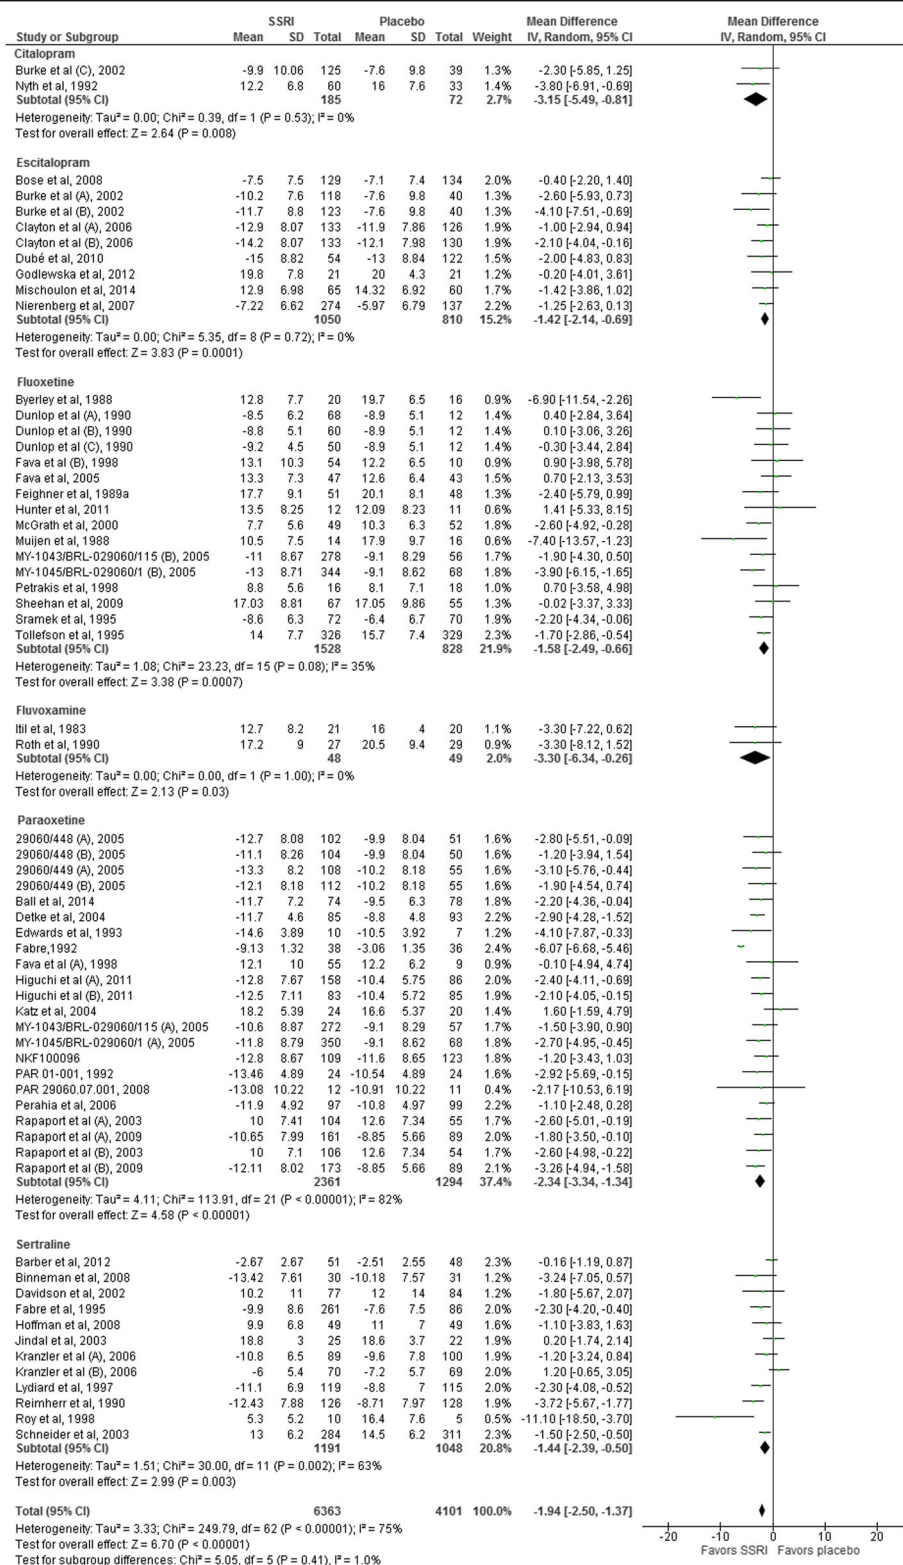 SSRI Placebo Mean Difference Mean Difference
Study or Subgroup Mean SD Total Mean SD Total Weight IV, Random, 95% CI IV, Random, 95% CI
Citalopram
Burke et al (C), 2002 -9.9 10.06 125 -7.6 9.8 39 1.3% -2.30 [-5.85, 1.25]
Nyth et al, 1992 12.2 6.8 60 16 7.6 33 1.4% -3.80 [-6.91, -0.69]
Subtotal (95% CI) 185 72 2.7% -3.15 [-5.49, -0.81]
Heterogeneity: Tau² = 0.00; Chi² = 0.39, df = 1 (P = 0.53); I² = 0%
Test for overall effect: Z = 2.64 (P = 0.008)
Escitalopram
Bose et al, 2008 -7.5 7.5 129 -7.1 7.4 134 2.0% -0.40 [-2.20, 1.40]
Burke et al (A), 2002 -10.2 7.6 118 -7.6 9.8 40 1.3% -2.60 [-5.93, 0.73]
Burke et al (B), 2002 -11.7 8.8 123 -7.6 9.8 40 1.3% -4.10 [-7.51, -0.69]
Clayton et al (A), 2006 -12.9 8.07 133 -11.9 7.86 126 1.9% -1.00 [-2.94, 0.94]
Clayton et al (B), 2006 -14.2 8.07 133 -12.1 7.98 130 1.9% -2.10 [-4.04, -0.16]
Dubé et al, 2010 -15 8.82 54 -13 8.84 122 1.5% -2.00 [-4.83, 0.83]
Godlewska et al, 2012 19.8 7.8 21 20 4.3 21 1.2% -0.20 [-4.01, 3.61]
Mischoulon et al, 2014 12.9 6.98 65 14.32 6.92 60 1.7% -1.42 [-3.86, 1.02]
Nierenberg et al, 2007 -7.22 6.62 274 -5.97 6.79 137 2.2% -1.25 [-2.63, 0.13]
Subtotal (95% CI) 1050 810 15.2% -1.42 [-2.14, -0.69]
Heterogeneity: Tau² = 0.00; Chi² = 5.35, df = 8 (P = 0.72); I² = 0%
Test for overall effect: Z = 3.83 (P = 0.0001)
Fluoxetine
Byerley et al, 1988 12.8 7.7 20 19.7 6.5 16 0.9% -6.90 [-11.54, -2.26]
Dunlop et al (A), 1990 -8.5 6.2 68 -8.9 5.1 12 1.4% 0.40 [-2.84, 3.64]
Dunlop et al (B), 1990 -8.8 5.1 60 -8.9 5.1 12 1.4% 0.10 [-3.06, 3.26]
Dunlop et al (C), 1990 -9.2 4.5 50 -8.9 5.1 12 1.4% -0.30 [-3.44, 2.84]
Fava et al (B), 1998 13.1 10.3 54 12.2 6.5 10 0.9% 0.90 [-3.98, 5.78]
Fava et al, 2005 13.3 7.3 47 12.6 6.4 43 1.5% 0.70 [-2.13, 3.53]
Feighner et al, 1989a 17.7 9.1 51 20.1 8.1 48 1.3% -2.40 [-5.79, 0.99]
Hunter et al, 2011 13.5 8.25 12 12.09 8.23 11 0.6% 1.41 [-5.33, 8.15]
McGrath et al, 2000 7.7 5.6 49 10.3 6.3 52 1.8% -2.60 [-4.92, -0.28]
Muijen et al, 1988 10.5 7.5 14 17.9 9.7 16 0.6% -7.40 [-13.57, -1.23]
MY-1043/BRL-029060/115 (B), 2005 -11 8.67 278 -9.1 8.29 56 1.7% -1.90 [-4.30, 0.50]
MY-1045/BRL-029060/1 (B), 2005 -13 8.71 344 -9.1 8.62 68 1.8% -3.90 [-6.15, -1.65]
Petrakis et al, 1998 8.8 5.6 16 8.1 7.1 18 1.0% 0.70 [-3.58, 4.98]
Sheehan et al, 2009 17.03 8.81 67 17.05 9.86 55 1.3% -0.02 [-3.37, 3.33]
Sramek et al, 1995 -8.6 6.3 72 -6.4 6.7 70 1.8% -2.20 [-4.34, -0.06]
Tollefson et al, 1995 14 7.7 326 15.7 7.4 329 2.3% -1.70 [-2.86, -0.54]
Subtotal (95% CI) 1528 828 21.9% -1.58 [-2.49, -0.66]
Heterogeneity: Tau² = 1.08; Chi² = 23.23, df = 15 (P = 0.08); I² = 35%
Test for overall effect: Z = 3.38 (P = 0.0007)
Fluvoxamine
Itil et al, 1983 12.7 8.2 21 16 4 20 1.1% -3.30 [-7.22, 0.62]
Roth et al, 1990 17.2 9 27 20.5 9.4 29 0.9% -3.30 [-8.12, 1.52]
Subtotal (95% CI) 48 49 2.0% -3.30 [-6.34, -0.26]
Heterogeneity: Tau² = 0.00; Chi² = 0.00, df = 1 (P = 1.00); I² = 0%
Test for overall effect: Z = 2.13 (P = 0.03)
Paraoxetine
29060/448 (A), 2005 -12.7 8.08 102 -9.9 8.04 51 1.6% -2.80 [-5.51, -0.09]
29060/448 (B), 2005 -11.1 8.26 104 -9.9 8.04 50 1.6% -1.20 [-3.94, 1.54]
29060/449 (A), 2005 -13.3 8.2 108 -10.2 8.18 55 1.6% -3.10 [-5.76, -0.44]
29060/449 (B), 2005 -12.1 8.18 112 -10.2 8.18 55 1.6% -1.90 [-4.54, 0.74]
Ball et al, 2014 -11.7 7.2 74 -9.5 6.3 78 1.8% -2.20 [-4.36, -0.04]
Detke et al, 2004 -11.7 4.6 85 -8.8 4.8 93 2.2% -2.90 [-4.28, -1.52]
Edwards et al, 1993 -14.6 3.89 10 -10.5 3.92 7 1.2% -4.10 [-7.87, -0.33]
Fabre,1992 -9.13 1.32 38 -3.06 1.35 36 2.4% -6.07 [-6.68, -5.46]
Fava et al (A), 1998 12.1 10 55 12.2 6.2 9 0.9% -0.10 [-4.94, 4.74]
Higuchi et al (A), 2011 -12.8 7.67 158 -10.4 5.75 86 2.0% -2.40 [-4.11, -0.69]
Higuchi et al (B), 2011 -12.5 7.11 83 -10.4 5.72 85 1.9% -2.10 [-4.05, -0.15]
Katz et al, 2004 18.2 5.39 24 16.6 5.37 20 1.4% 1.60 [-1.59, 4.79]
MY-1043/BRL-029060/115 (A), 2005 -10.6 8.87 272 -9.1 8.29 57 1.7% -1.50 [-3.90, 0.90]
MY-1045/BRL-029060/1 (A), 2005 -11.8 8.79 350 -9.1 8.62 68 1.8% -2.70 [-4.95, -0.45]
NKF100096 -12.8 8.67 109 -11.6 8.65 123 1.8% -1.20 [-3.43, 1.03]
PAR 01-001, 1992 -13.46 4.89 24 -10.54 4.89 24 1.6% -2.92 [-5.69, -0.15]
PAR 29060.07.001, 2008 -13.08 10.22 12 -10.91 10.22 11 0.4% -2.17 [-10.53, 6.19]
Perahia et al, 2006 -11.9 4.92 97 -10.8 4.97 99 2.2% -1.10 [-2.48, 0.28]
Rapaport et al (A), 2003 10 7.41 104 12.6 7.34 55 1.7% -2.60 [-5.01, -0.19]
Rapaport et al (A), 2009 -10.65 7.99 161 -8.85 5.66 89 2.0% -1.80 [-3.50, -0.10]
Rapaport et al (B), 2003 10 7.1 106 12.6 7.34 54 1.7% -2.60 [-4.98, -0.22]
Rapaport et al (B), 2009 -12.11 8.02 173 -8.85 5.66 89 2.1% -3.26 [-4.94, -1.58]
Subtotal (95% CI) 2361 1294 37.4% -2.34 [-3.34, -1.34]
Heterogeneity: Tau² = 4.11; Chi² = 113.91, df = 21 (P < 0.00001); I² = 82%
Test for overall effect: Z = 4.58 (P < 0.00001)
Sertraline
Barber et al, 2012 -2.67 2.67 51 -2.51 2.55 48 2.3% -0.16 [-1.19, 0.87]
Binneman et al, 2008 -13.42 7.61 30 -10.18 7.57 31 1.2% -3.24 [-7.05, 0.57]
Davidson et al, 2002 10.2 11 77 12 14 84 1.2% -1.80 [-5.67, 2.07]
Fabre et al, 1995 -9.9 8.6 261 -7.6 7.5 86 1.9% -2.30 [-4.20, -0.40]
Hoffman et al, 2008 9.9 6.8 49 11 7 49 1.6% -1.10 [-3.83, 1.63]
Jindal et al, 2003 18.8 3 25 18.6 3.7 22 1.9% 0.20 [-1.74, 2.14]
Kranzler et al (A), 2006 -10.8 6.5 89 -9.6 7.8 100 1.9% -1.20 [-3.24, 0.84]
Kranzler et al (B), 2006 -6 5.4 70 -7.2 5.7 69 2.0% 1.20 [-0.65, 3.05]
Lydiard et al, 1997 -11.1 6.9 119 -8.8 7 115 2.0% -2.30 [-4.08, -0.52]
Reimherr et al, 1990 -12.43 7.88 126 -8.71 7.97 128 1.9% -3.72 [-5.67, -1.77]
Roy et al, 1998 5.3 5.2 10 16.4 7.6 5 0.5% -11.10 [-18.50, -3.70]
Schneider et al, 2003 13 6.2 284 14.5 6.2 311 2.3% -1.50 [-2.50, -0.50]
Subtotal (95% CI) 1191 1048 20.8% -1.44 [-2.39, -0.50]
Heterogeneity: Tau² = 1.51; Chi² = 30.00, df = 11 (P = 0.002); I² = 63%
Test for overall effect: Z = 2.99 (P = 0.003)
Total (95% CI) 6363 4101 100.0% -1.94 [-2.50, -1.37]
Heterogeneity: Tau² = 3.33; Chi² = 249.79, df = 62 (P < 0.00001); I² = 75%
Test for overall effect: Z = 6.70 (P < 0.00001)
Test for subgroup differences: Chi² = 5.05, df = 5 (P = 0.41), I² = 1.0%
-20 -10 0 10 20
Favors SSRI Favors placebo